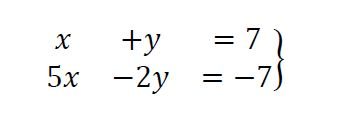 x +y = 7
5x −2y = −7}